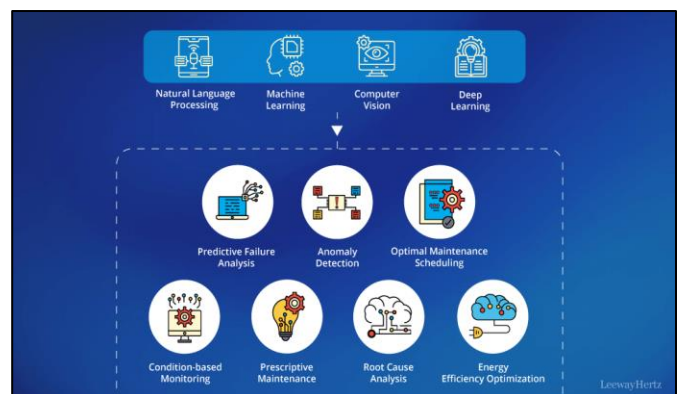 Natural Language
Processing
Machine
Learning
Computer
Vision
Deep
Learning
Predictive Failure
Analysis
Anomaly
Detection
Optimal Maintenance
Scheduling
Condition-based
Monitoring
Prescriptive
Maintenance
Root Cause
Analysis
Energy
Efficiency Optimization
LeewayHertz